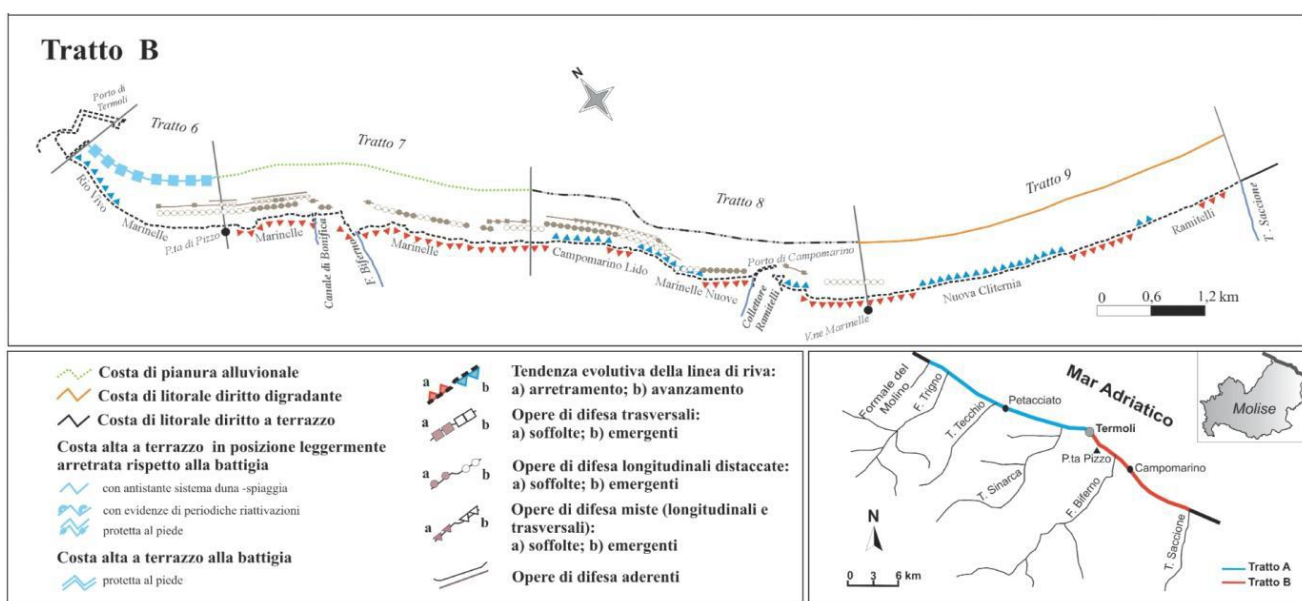 Tratto B
Porto di
Termoli
Tratto 6
Tratto 7
Tratto 8
Tratto 9
N
Rio Vivo
Marinelle
P.ta di Pizzo
Marinelle
Canale di Bonifica
F. Biferno
Marinelle
Campomarino Lido
Marinelle Nuove
Porto di Campomarino
Collettore
Ramitelli
V.ne Marinelle
Nuova Cliternia
Ramitelli
T. Saccione
0 0,6 1,2 km
Costa di pianura alluvionale
Costa di litorale diritto digradante
Costa di litorale diritto a terrazzo
Costa alta a terrazzo in posizione leggermente
arretrata rispetto alla battigia
con antistante sistema duna -spiaggia
con evidenze di periodiche riattivazioni
protetta al piede
Costa alta a terrazzo alla battigia
protetta al piede
a b Tendenza evolutiva della linea di riva:
a) arretramento; b) avanzamento
a b Opere di difesa trasversali:
a) soffolte; b) emergenti
a b Opere di difesa longitudinali distaccate:
a) soffolte; b) emergenti
a b Opere di difesa miste (longitudinali e
trasversali):
a) soffolte; b) emergenti
Opere di difesa aderenti
Formale del
Molino
F. Trigno
T. Tecchio
Petacciato
Mar Adriatico
Molise
Termoli
P.ta Pizzo
Campomarino
T. Sinarca
F. Biferno
T. Saccione
N
0 3 6 km
Tratto A
Tratto B